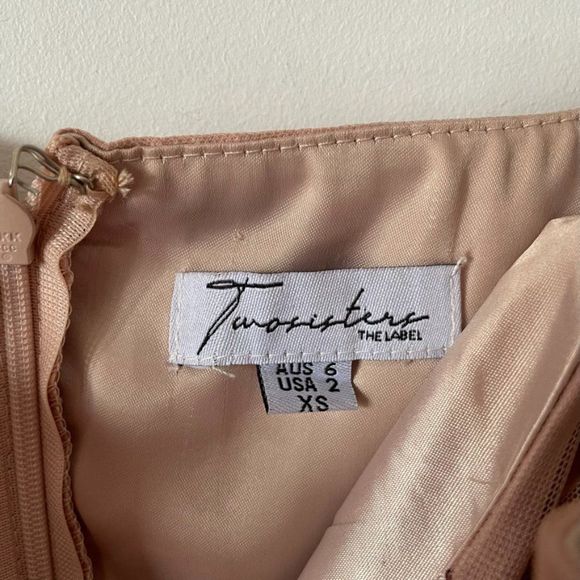 Twosisters
THE LABEL
AUS 6
USA 2
XS